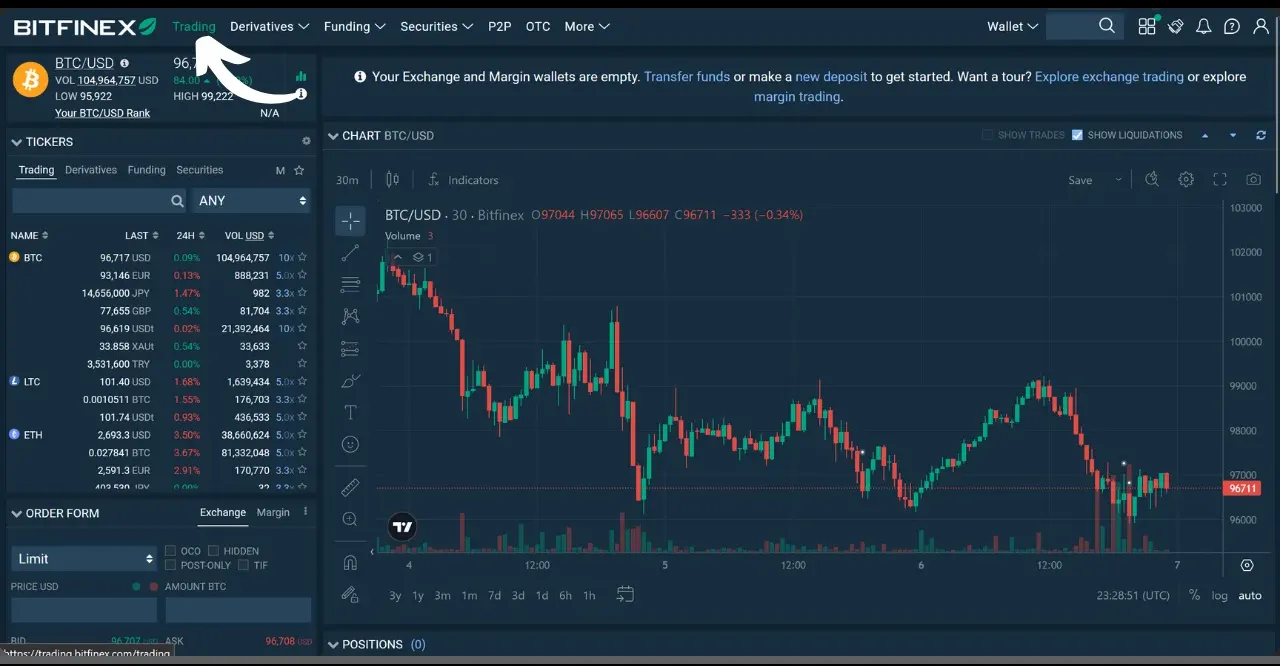 BITFINEX Trading Derivatives Funding Securities P2P OTC More Wallet
BTC/USD
VOL 104,964,757 USD 84.00
LOW 95,922 HIGH 99,222
Your BTC/USD Rank N/A
Your Exchange and Margin wallets are empty. Transfer funds or make a new deposit to get started. Want a tour? Explore exchange trading or explore
margin trading.
TICKERS
Trading Derivatives Funding Securities M
ANY
NAME LAST 24H VOL USD
BTC 96,717 USD 0.09% 104,964,757 10x
93,146 EUR 0.13% 888,231 5.0x
14,656,000 JPY 1.47% 982 3.3x
77,655 GBP 0.54% 81,704 3.3x
96,619 USDt 0.02% 21,392,464 10x
33.858 XAUt 0.54% 33,633
3,531,600 TRY 0.00% 3,378
LTC 101.40 USD 1.68% 1,639,434 5.0x
0.0010511 BTC 1.55% 176,703 3.3x
101.74 USDt 0.93% 436,533 5.0x
ETH 2,693.3 USD 3.50% 38,660,624 5.0x
0.027841 BTC 3.67% 81,332,048 5.0x
2,591.3 EUR 2.91% 170,770 3.3x
403,530 JPY 0.00% 32 3.3x
ORDER FORM Exchange Margin
Limit
OCO HIDDEN
POST-ONLY TIF
PRICE USD AMOUNT BTC
BID 96,707 USD ASK 96,708 USD
https://trading.bitfinex.com/trading
CHART BTC/USD SHOW TRADES SHOW LIQUIDATIONS
30m Indicators Save
BTC/USD · 30 · Bitfinex O97044 H97065 L96607 C96711 −333 (−0.34%)
Volume 3
1
103000
102000
101000
100000
99000
98000
97000
96711
96000
4 12:00 5 12:00 6 12:00 7
3y 1y 3m 1m 7d 3d 1d 6h 1h 23:28:51 (UTC) % log auto
POSITIONS (0)